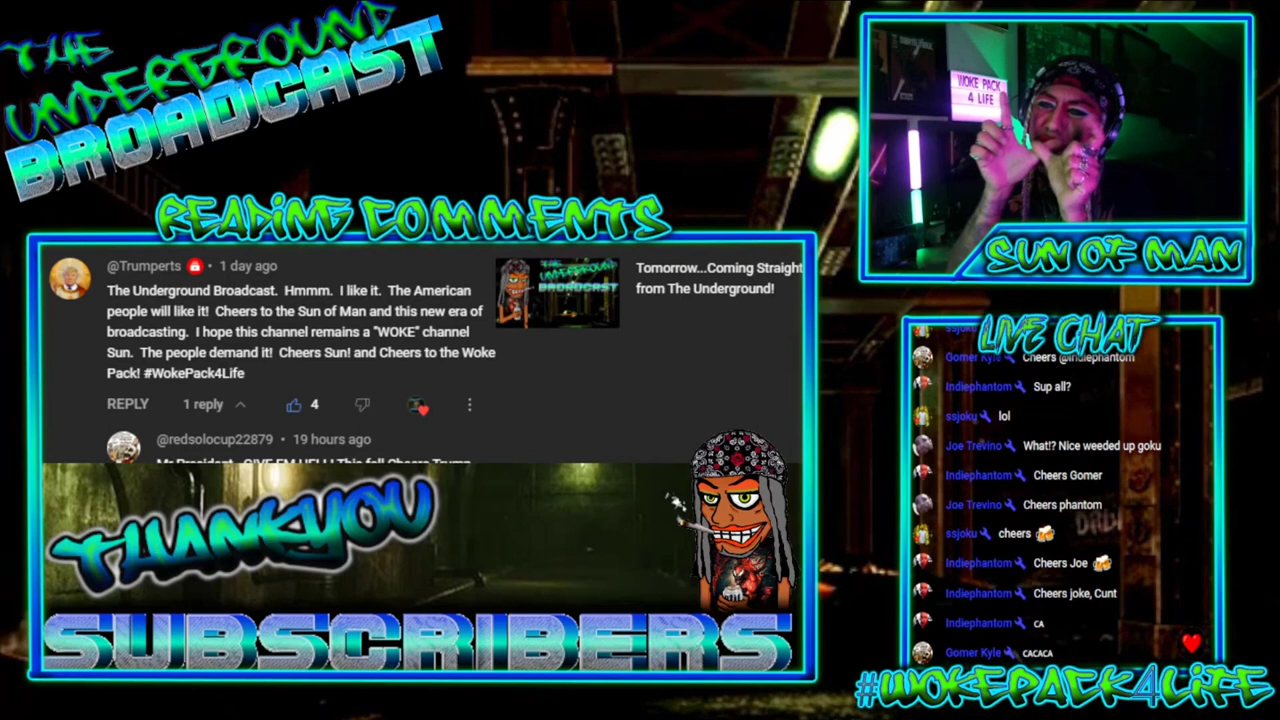 THE
UNDERGROUND
BROADCAST
READING COMMENTS
@Trumperts • 1 day ago
The Underground Broadcast. Hmmm. I like it. The American
people will like it! Cheers to the Sun of Man and this new era of
broadcasting. I hope this channel remains a "WOKE" channel
Sun. The people demand it! Cheers Sun! and Cheers to the Woke
Pack! #WokePack4Life
REPLY 1 reply 4
@redsolocup22879 • 19 hours ago
THE
UNDERGROUND
BROADCAST
Tomorrow...Coming Straight
from The Underground!
THANKYOU
SUBSCRIBERS
WOKE PACK
4 LIFE
SUN OF MAN
LIVE CHAT
ssjoku
Gomer Kyle Cheers @indiephantom
Indiephantom Sup all?
ssjoku lol
Joe Trevino What!? Nice weeded up goku
Indiephantom Cheers Gomer
Joe Trevino Cheers phantom
ssjoku cheers 🍻
Indiephantom Cheers Joe 🍻
Indiephantom Cheers joke, Cunt
Indiephantom CA
Gomer Kyle CACACA
#WOKEPACK4LIFE